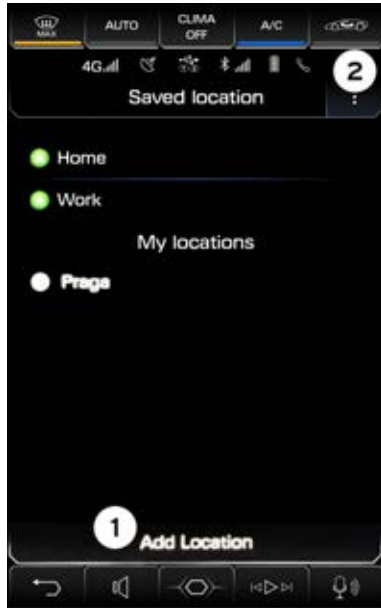 MAX AUTO CLIMA OFF A/C
4G
2
Saved location
Home
Work
My locations
Praga
1
Add Location